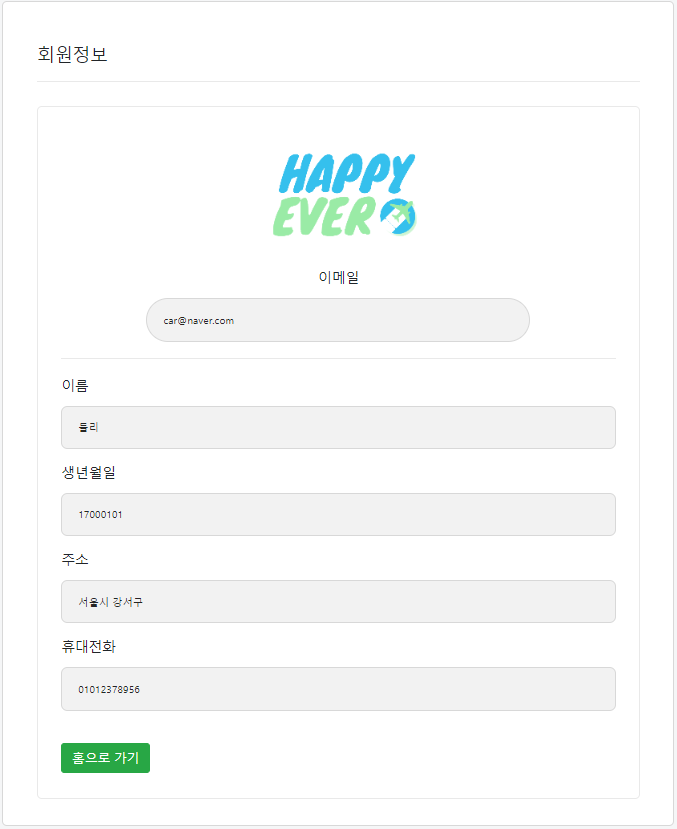 회원정보
HAPPY
EVER
이메일
car@naver.com
이름
둘리
생년월일
17000101
주소
서울시 강서구
휴대전화
01012378956
홈으로 가기